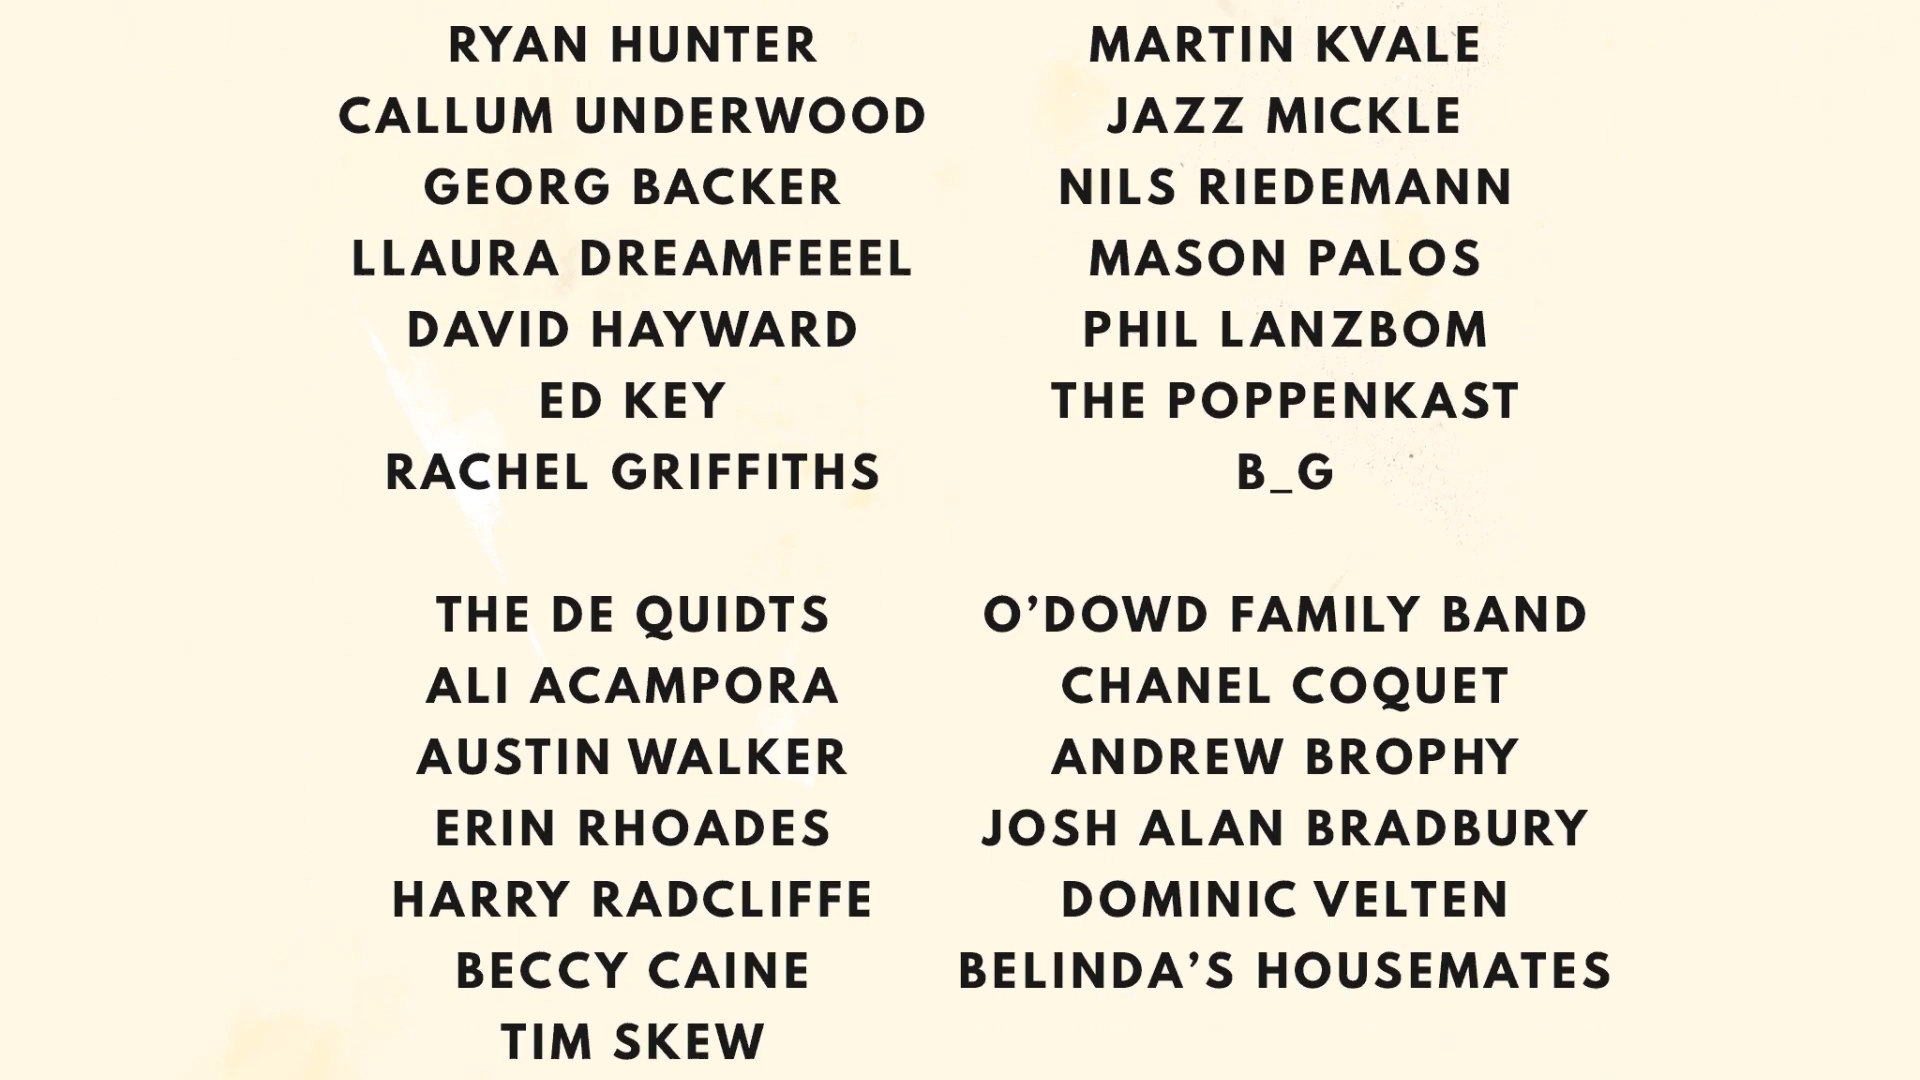 RYAN HUNTER
CALLUM UNDERWOOD
GEORG BACKER
LLAURA DREAMFEEEL
DAVID HAYWARD
ED KEY
RACHEL GRIFFITHS
MARTIN KVALE
JAZZ MICKLE
NILS RIEDEMANN
MASON PALOS
PHIL LANZBOM
THE POPPENKAST
B_G
THE DE QUIDTS
ALI ACAMPORA
AUSTIN WALKER
ERIN RHOADES
HARRY RADCLIFFE
BECCY CAINE
TIM SKEW
O’DOWD FAMILY BAND
CHANEL COQUET
ANDREW BROPHY
JOSH ALAN BRADBURY
DOMINIC VELTEN
BELINDA’S HOUSEMATES